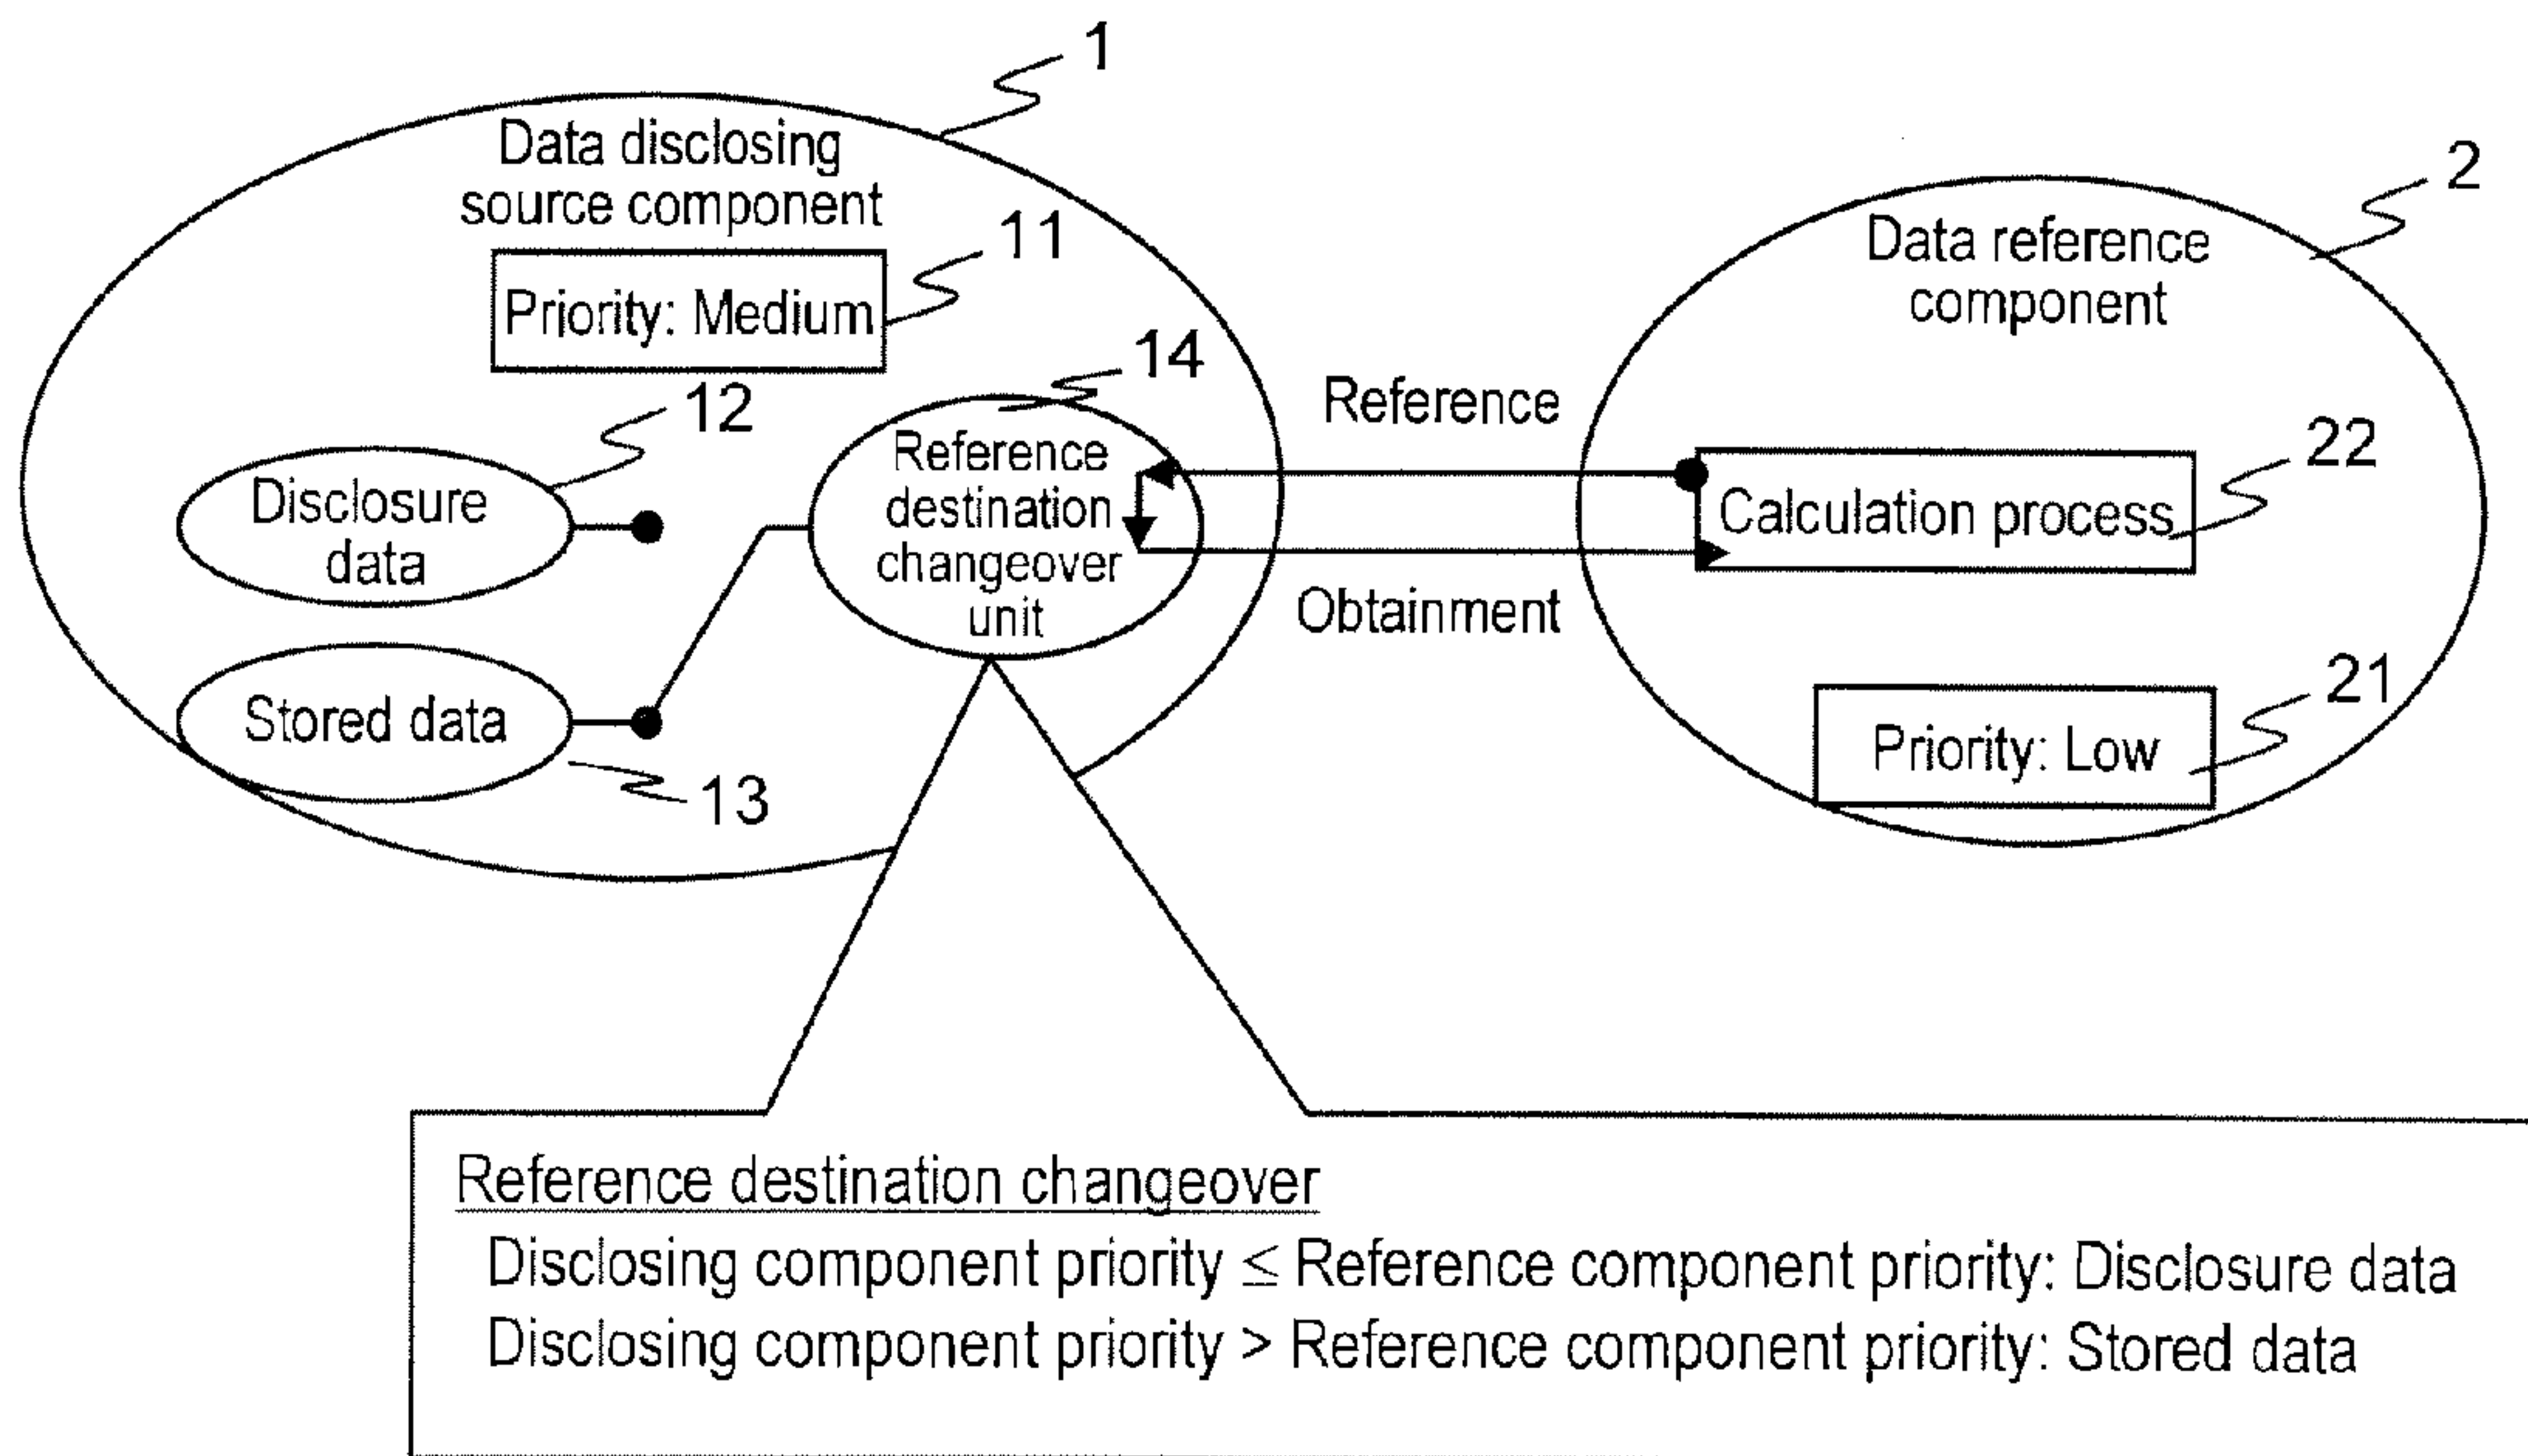 1
Data disclosing
source component
11
Priority: Medium
12
Disclosure
data
Stored data
13
14
Reference
destination
changeover
unit
Reference
Obtainment
2
Data reference
component
22
Calculation process
21
Priority: Low
Reference destination changeover
Disclosing component priority ≤ Reference component priority: Disclosure data
Disclosing component priority > Reference component priority: Stored data